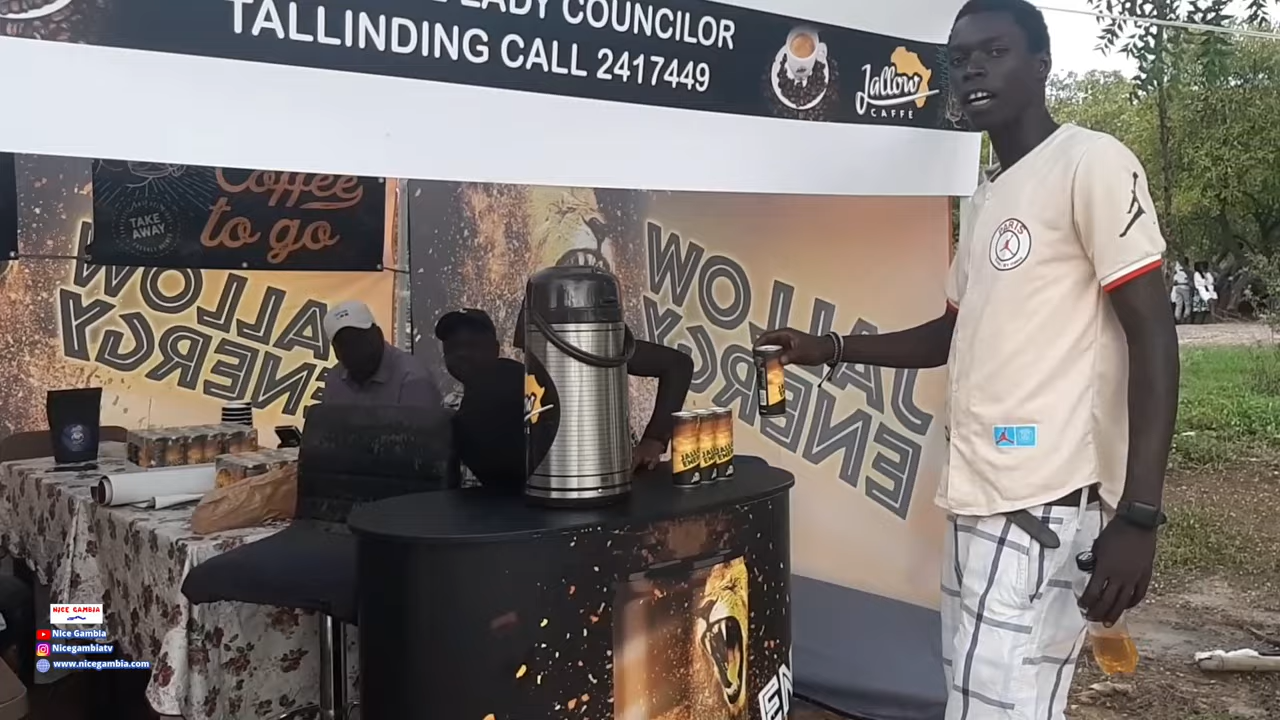 LADY COUNCILOR
TALLINDING CALL 2417449
Jallow
CAFFE
Coffee
to go
TAKE
AWAY
JALLOW
ENERGY
JALLOW
ENERGY
PARIS
NICE GAMBIA
Nice Gambia
Nicegambiatv
www.nicegambia.com